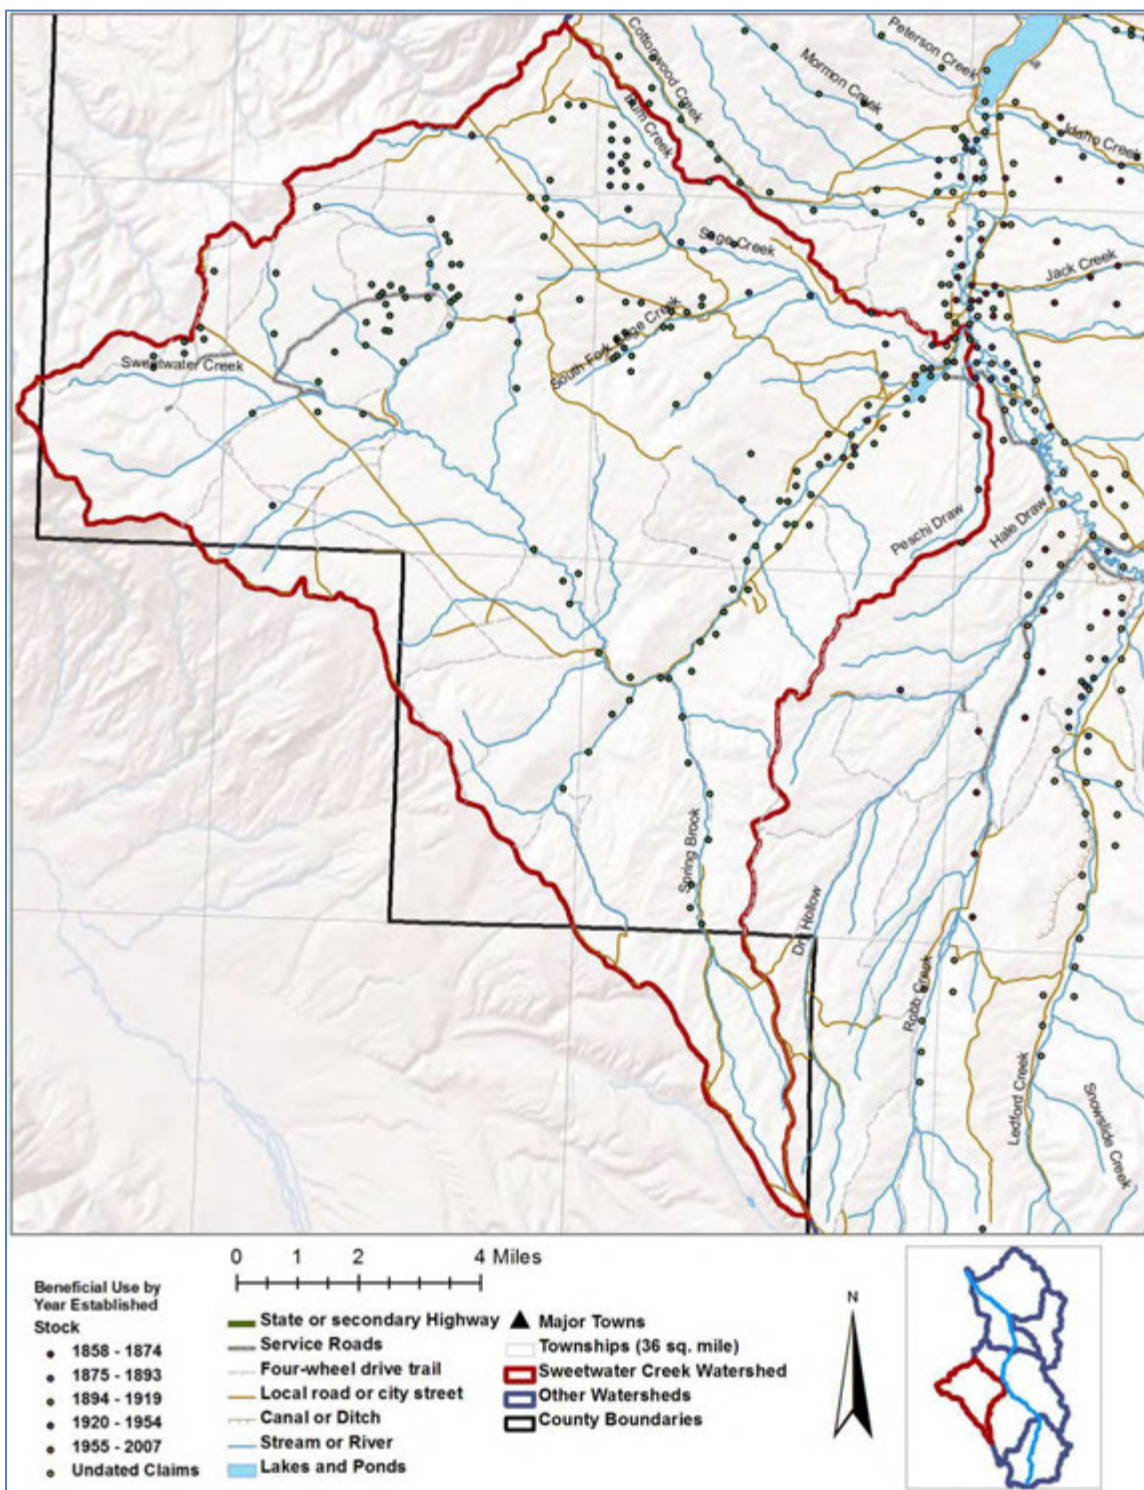 Cottonwood Creek
Peterson Creek
Mormon Creek
Idaho Creek
Sage Creek
Jack Creek
South Fork Sage Creek
Sweetwater Creek
Peschi Draw
Hale Draw
Spring Brook
Dry Hollow
Robb Creek
Ledford Creek
Snowslide Creek
0 1 2 4 Miles
Beneficial Use by
Year Established
Stock
1858 - 1874
1875 - 1893
1894 - 1919
1920 - 1954
1955 - 2007
Undated Claims
State or secondary Highway
Service Roads
Four-wheel drive trail
Local road or city street
Canal or Ditch
Stream or River
Lakes and Ponds
Major Towns
Townships (36 sq. mile)
Sweetwater Creek Watershed
Other Watersheds
County Boundaries
N